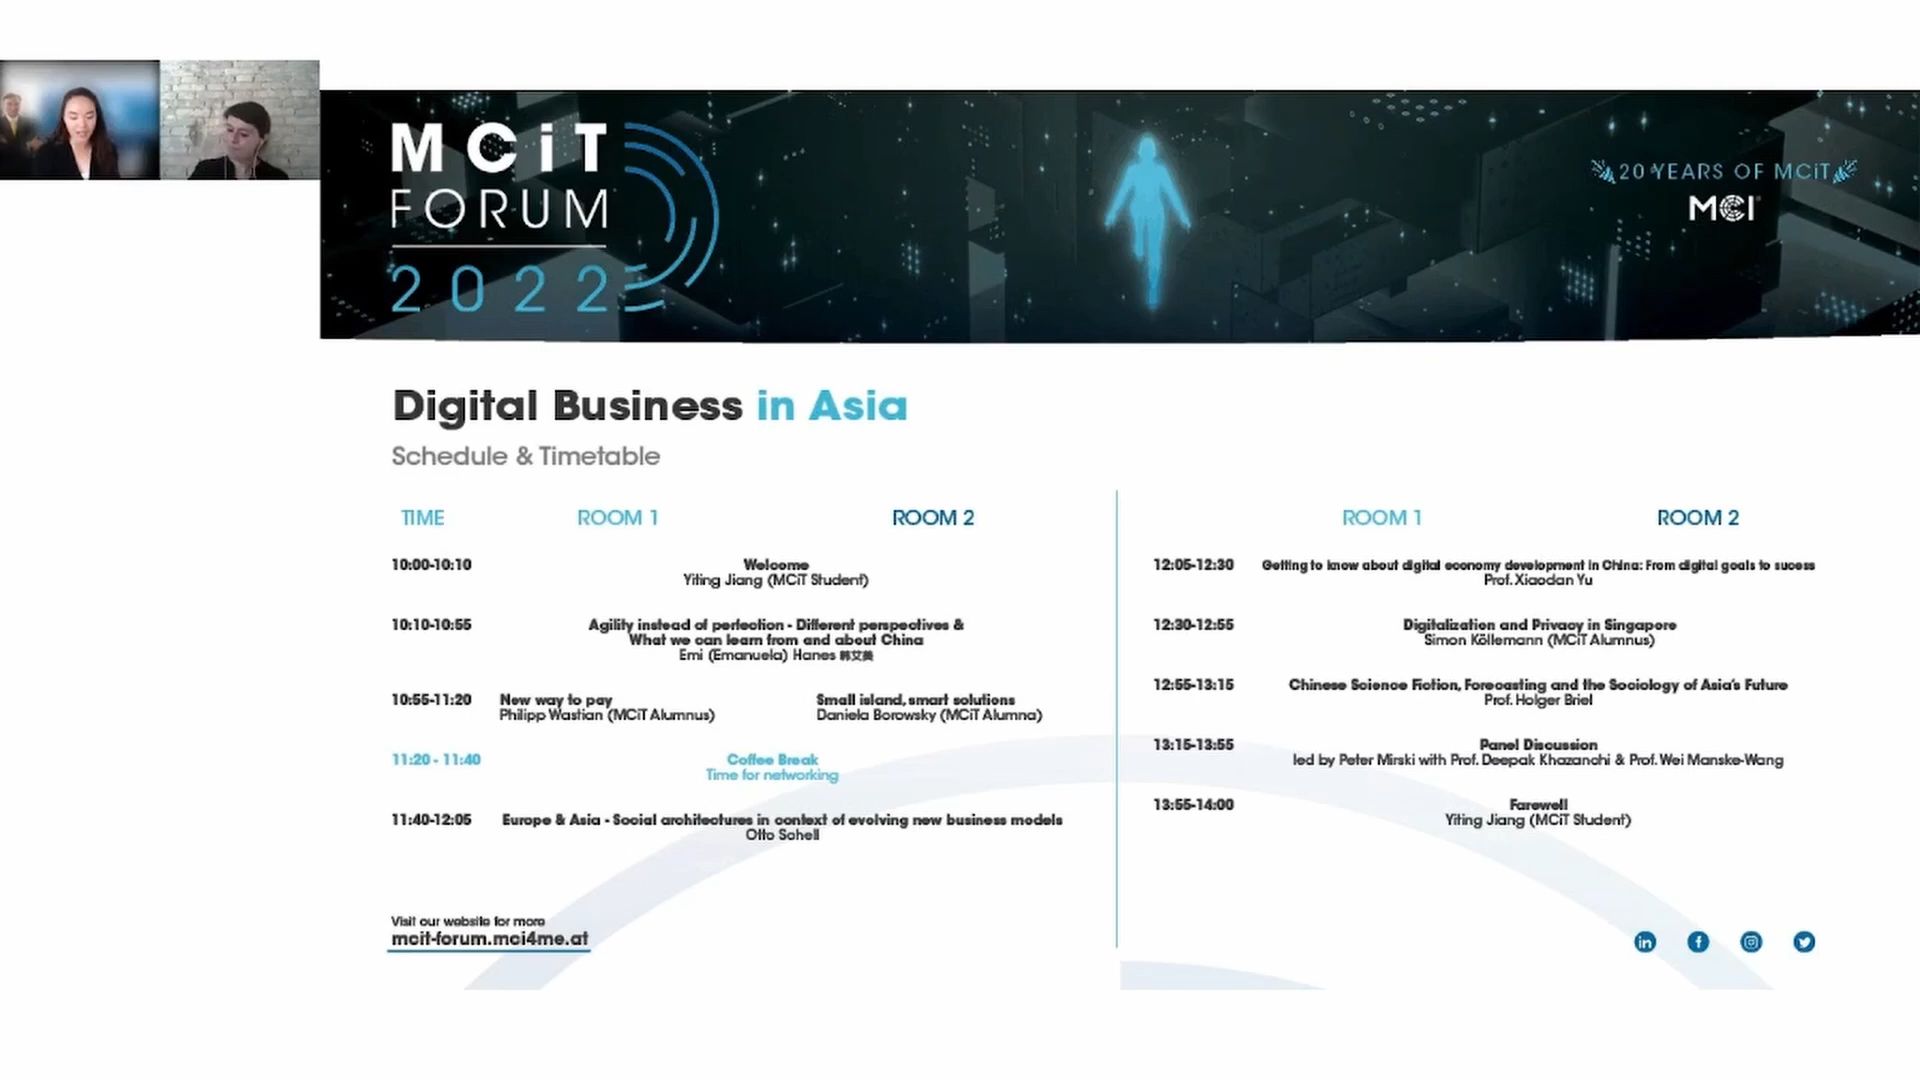 MCiT
FORUM
2022
20 YEARS OF MCiT
MCI
Digital Business in Asia
Schedule & Timetable
TIME ROOM 1 ROOM 2
10:00-10:10 Welcome
Yiting Jiang (MCiT Student)
10:10-10:55 Agility instead of perfection - Different perspectives &
What we can learn from and about China
Emi (Emanuela) Hanes 韩艾美
10:55-11:20 New way to pay Small island, smart solutions
Philipp Wastian (MCiT Alumnus) Daniela Borowsky (MCiT Alumna)
11:20 - 11:40 Coffee Break
Time for networking
11:40-12:05 Europe & Asia - Social architectures in context of evolving new business models
Otto Schell
Visit our website for more
mcit-forum.mci4me.at
ROOM 1 ROOM 2
12:05-12:30 Getting to know about digital economy development in China: From digital goals to sucess
Prof. Xiaodan Yu
12:30-12:55 Digitalization and Privacy in Singapore
Simon Köllemann (MCiT Alumnus)
12:55-13:15 Chinese Science Fiction, Forecasting and the Sociology of Asia's Future
Prof. Holger Briel
13:15-13:55 Panel Discussion
led by Peter Mirski with Prof. Deepak Khazanchi & Prof. Wei Manske-Wang
13:55-14:00 Farewell
Yiting Jiang (MCiT Student)